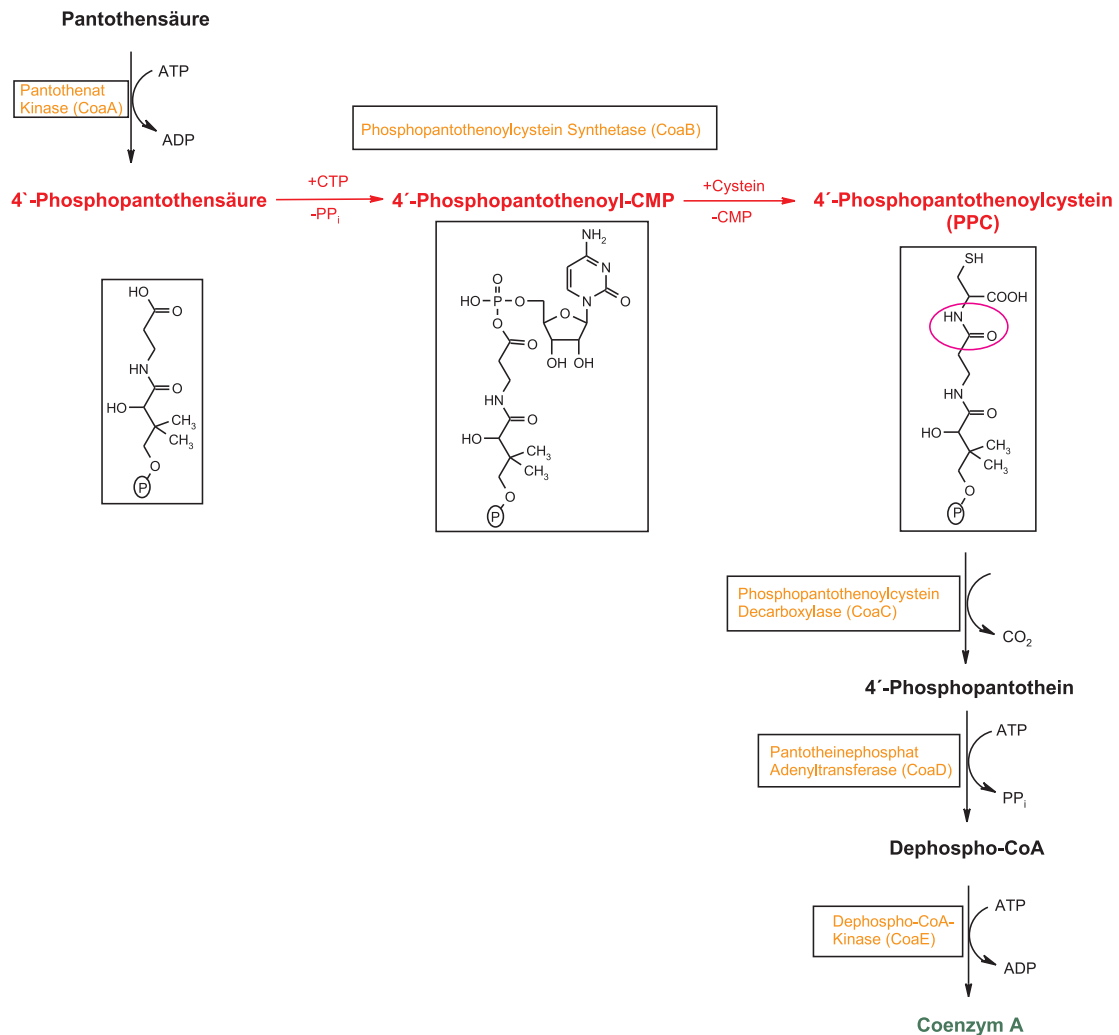 Pantothensäure
ATP
Pantothenat
Kinase (CoaA)
ADP
Phosphopantothenoylcystein Synthetase (CoaB)
4`-Phosphopantothensäure
+CTP
-PPi
4´-Phosphopantothenoyl-CMP
+Cystein
-CMP
4´-Phosphopantothenoylcystein
(PPC)
HO
O
HN
O
HO
CH3
CH3
O
P
NH2
N
O
HO P O
N
O
O
O
O
OH OH
HN
O
HO
CH3
CH3
O
P
SH
COOH
HN
O
HN
O
HO
CH3
CH3
O
P
Phosphopantothenoylcystein
Decarboxylase (CoaC)
CO2
4´-Phosphopantothein
ATP
Pantotheinephosphat
Adenyltransferase (CoaD)
PPi
Dephospho-CoA
ATP
Dephospho-CoA-
Kinase (CoaE)
ADP
Coenzym A